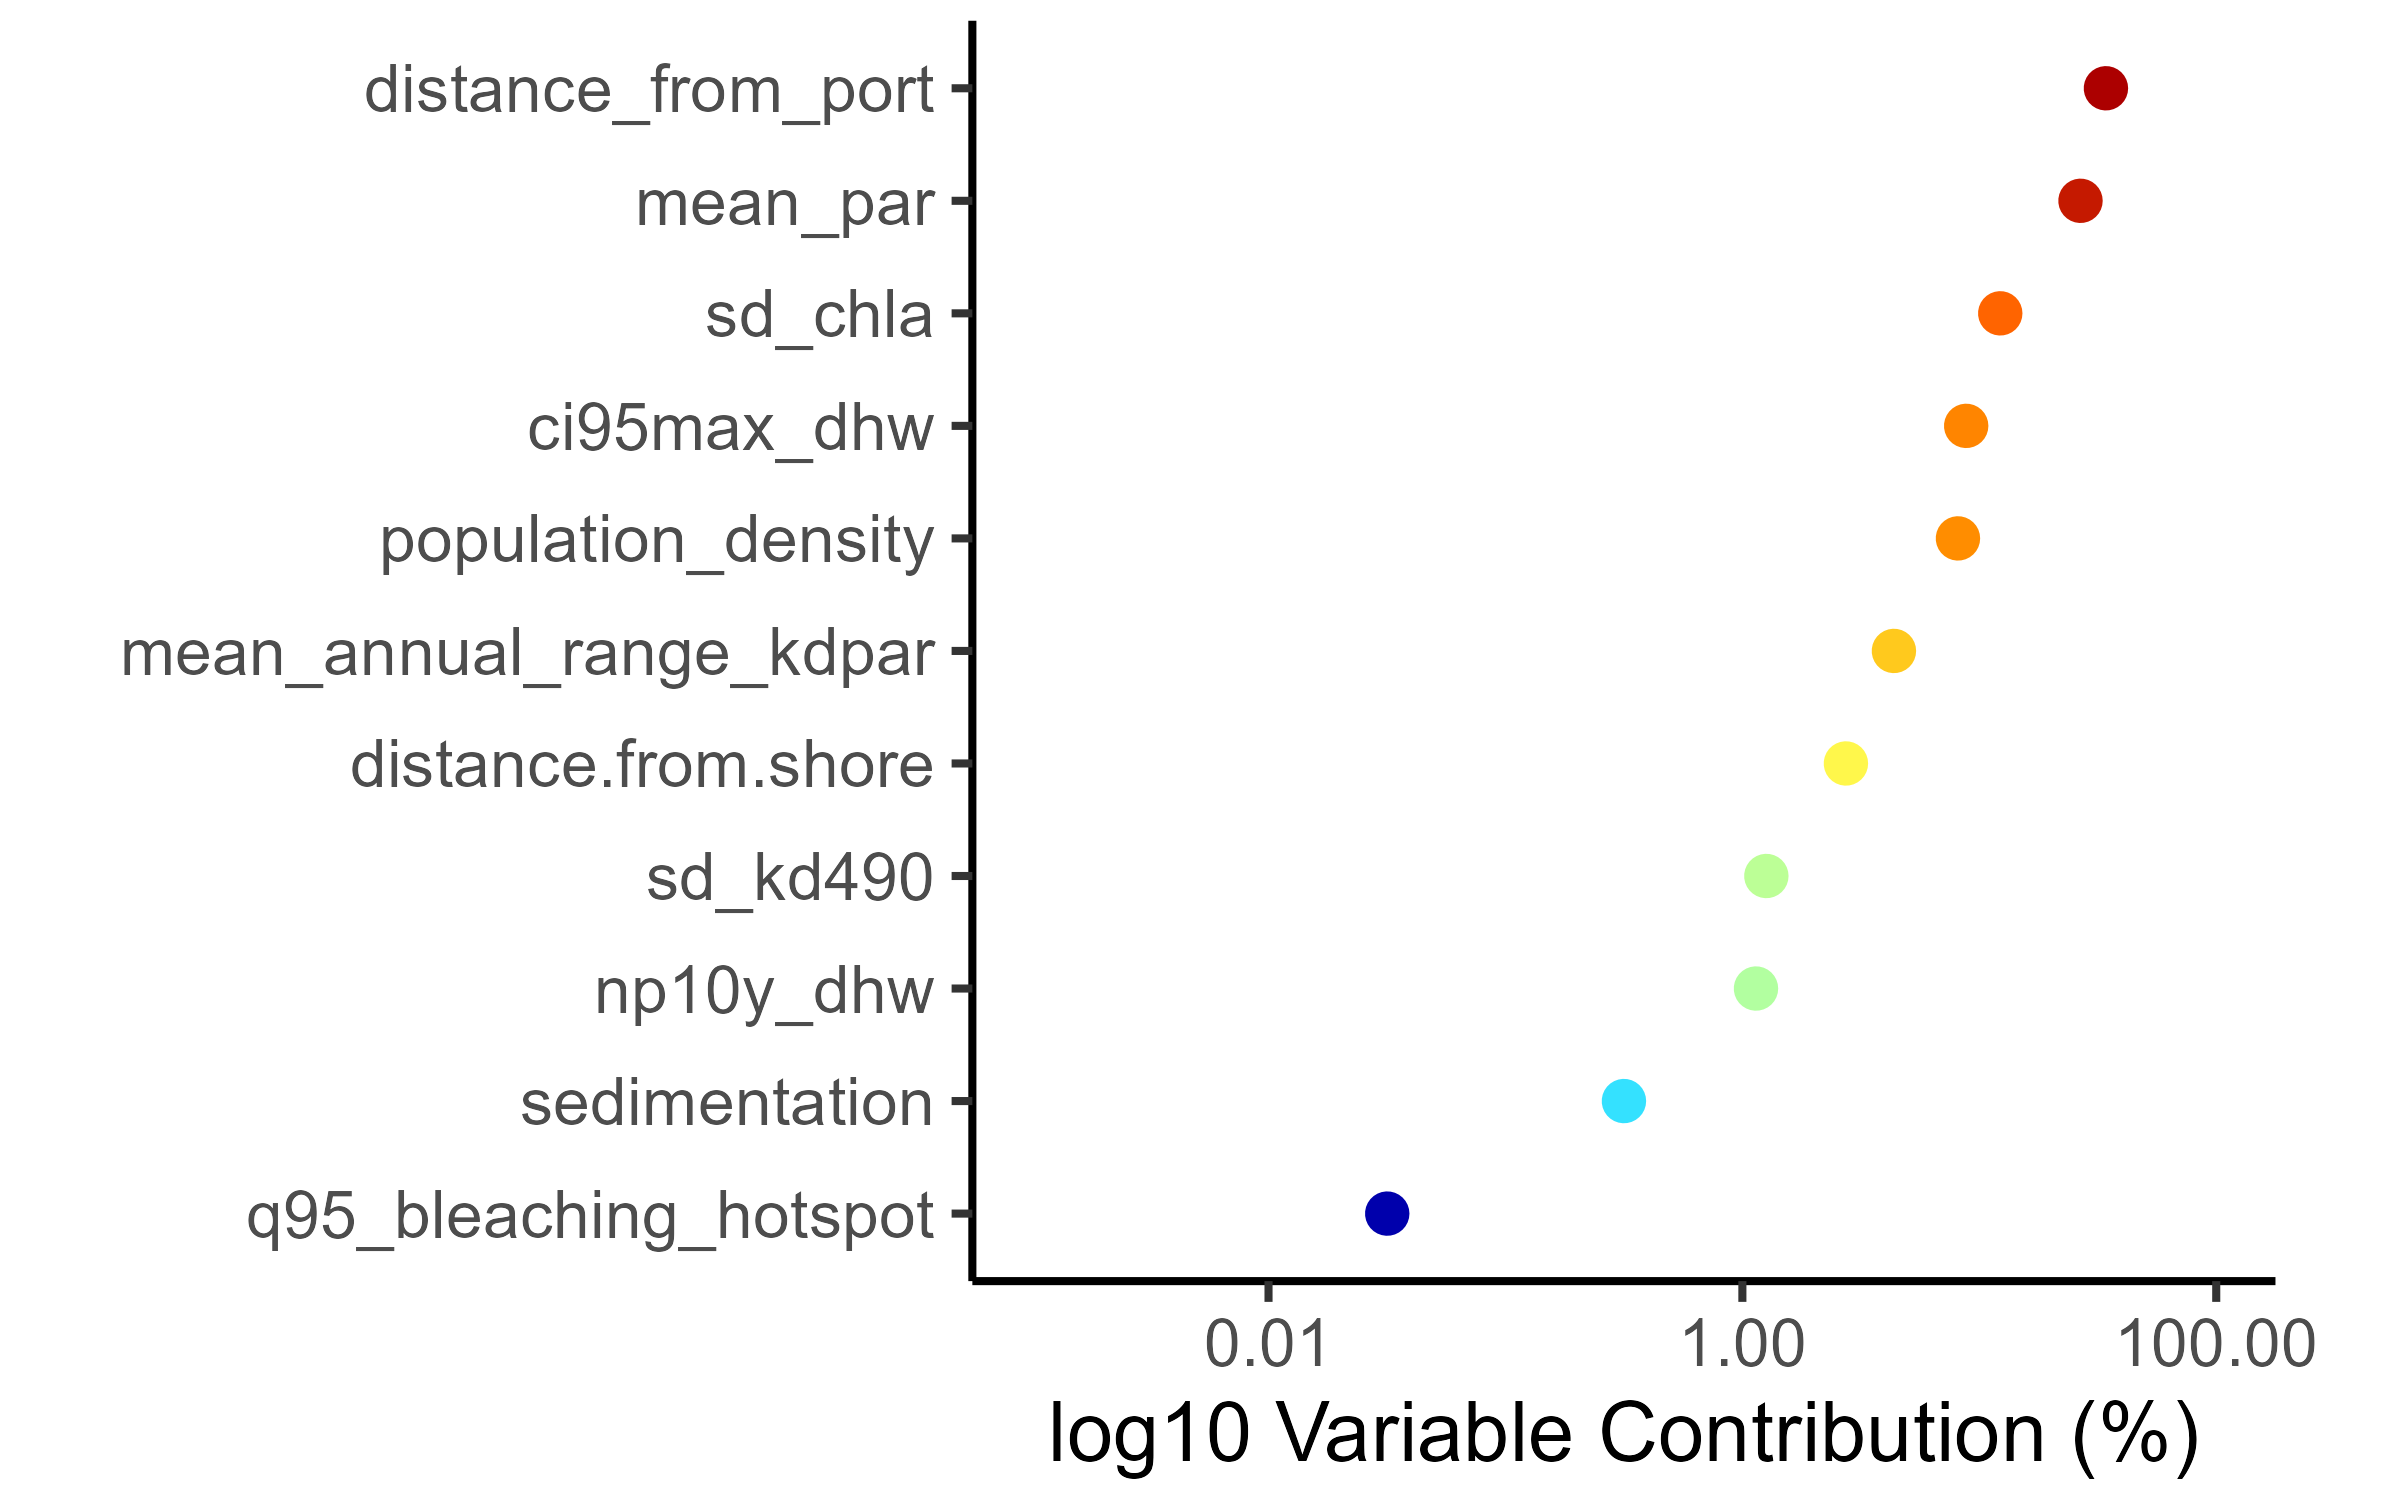 distance_from_port
mean_par
sd_chla
ci95max_dhw
population_density
mean_annual_range_kdpar
distance.from.shore
sd_kd490
np10y_dhw
sedimentation
q95_bleaching_hotspot
0.01 1.00 100.00
log10 Variable Contribution (%)